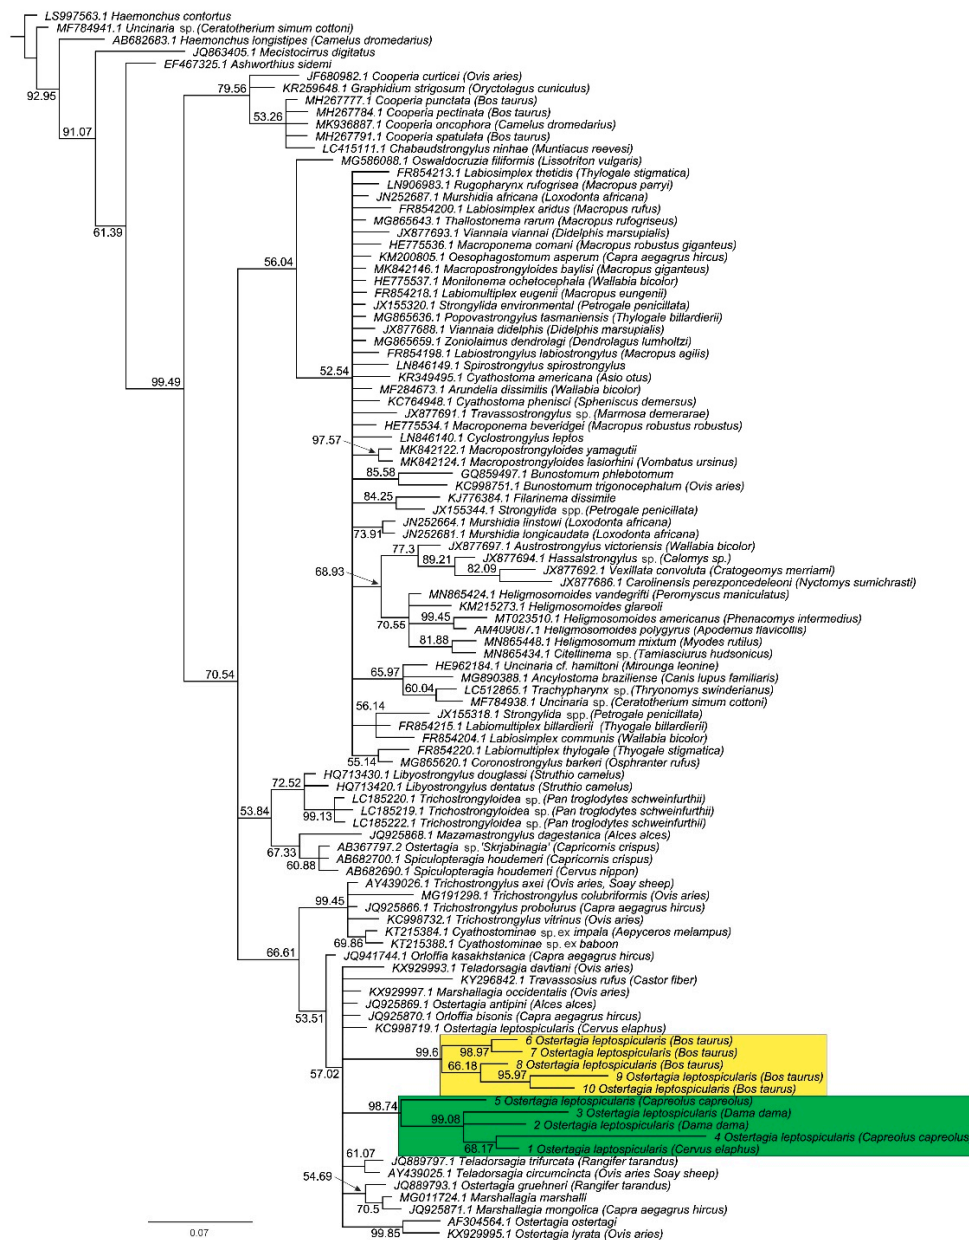 LS997563.1 Haemonchus contortus
MF784941.1 Uncinaria sp. (Ceratotherim simum cottoni)
AB682683.1 Haemonchus longistipes (Camelus dromedarius)
JQ863405.1 Mecistocirrus digitatus
EF467325.1 Ashworthius sidemi
92.95
91.07
61.39
JF680982.1 Cooperia curticei (Ovis aries)
79.56
KR259648.1 Graphidium strigosum (Oryctolagus cuniculus)
MH267777.1 Cooperia punctata (Bos taurus)
53.26
MH267784.1 Cooperia pectinata (Bos taurus)
MK936887.1 Cooperia oncophora (Camelus dromedarius)
MH267791.1 Cooperia spatulata (Bos taurus)
LC415111.1 Chabaudstrongylus ninhae (Muntiacus reevesi)
MG586088.1 Oswaldocruzia filiformis (Lissotriton vulgaris)
FR854213.1 Labiosimplex thetidis (Thylogale stigmatica)
LN906983.1 Rugopharynx rufogrisea (Macropus parryi)
JN252687.1 Murshidia africana (Loxodonta africana)
FR854200.1 Labiosimplex aridus (Macropus rufus)
MG865643.1 Thallostonema rarum (Macropus rufogriseus)
JX877693.1 Viannaia viannai (Didelphis marsupialis)
HE775536.1 Macroponema comani (Macropus robustus giganteus)
56.04
KM200805.1 Oesophagostomum asperum (Capra aegagrus hircus)
MK842146.1 Macropostrongyloides baylisi (Macropus giganteus)
HE775537.1 Monilonema ochetocephala (Wallabia bicolor)
FR854218.1 Labiomultiplex eugenii (Macropus eungenii)
JX155320.1 Strongylida environmental (Petrogale penicillata)
MG865636.1 Popovastrongylus tasmaniensis (Thylogale billardierii)
JX877688.1 Viannaia didelphis (Didelphis marsupialis)
MG865659.1 Zoniolaimus dendrolagi (Dendrolagus lumholtzi)
FR854198.1 Labiostrongylus labiostrongylus (Macropus agilis)
LN846149.1 Spirostrongylus spirostrongylus
52.54
KR349495.1 Cyathostoma americana (Asio otus)
99.49
MF284673.1 Arundelia dissimilis (Wallabia bicolor)
KC764948.1 Cyathostoma phenisci (Spheniscus demersus)
JX877691.1 Travassostrongylus sp. (Marmosa demerarae)
HE775534.1 Macroponema beveridgei (Macropus robustus robustus)
97.57
LN846140.1 Cyclostrongylus leptos
MK842122.1 Macropostrongyloides yamagutii
MK842124.1 Macropostrongyloides lasiorhini (Vombatus ursinus)
85.58
GQ859497.1 Bunostomum phlebotomum
KC998751.1 Bunostomum trigonocephalum (Ovis aries)
84.25
KJ776384.1 Filarinema dissimile
JX155344.1 Strongylida spp. (Petrogale penicillata)
JN252664.1 Murshidia linstowi (Loxodonta africana)
73.91
JN252681.1 Murshidia longicaudata (Loxodonta africana)
77.3
JX877697.1 Austrostrongylus victoriensis (Wallabia bicolor)
89.21
JX877694.1 Hassalstrongylus sp. (Calomys sp.)
68.93
82.09
JX877692.1 Vexillata convoluta (Cratogeomys merriami)
JX877686.1 Carolinensis perezponcedeleoni (Nyctomys sumichrasti)
MN865424.1 Heligmosomoides vandegrifti (Peromyscus maniculatus)
KM215273.1 Heligmosomoides glareoli
99.45
MT023510.1 Heligmosomoides americanus (Phenacomys intermedius)
70.55
AM409087.1 Heligmosomoides polygyrus (Apodemus flavicollis)
81.88
MN865448.1 Heligmosomum mixtum (Myodes rutilus)
MN865434.1 Citellinema sp. (Tamiasciurus hudsonicus)
HE962184.1 Uncinaria cf. hamiltoni (Mirounga leonine)
65.97
MG890388.1 Ancylostoma braziliense (Canis lupus familiaris)
70.54
60.04
LC512865.1 Trachypharynx sp. (Thryonomys swinderianus)
MF784938.1 Uncinaria sp. (Ceratotherium simum cottoni)
56.14
JX155318.1 Strongylida spp. (Petrogale penicillata)
FR854215.1 Labiomultiplex billardierii (Thyogale billardierii)
FR854204.1 Labiosimplex communis (Wallabia bicolor)
FR854220.1 Labiomultiplex thylogale (Thyogale stigmatica)
55.14
MG865620.1 Coronostrongylus barkeri (Osphranter rufus)
HQ713430.1 Libyostrongylus douglassi (Struthio camelus)
72.52
HQ713420.1 Libyostrongylus dentatus (Struthio camelus)
LC185220.1 Trichostrongyloidea sp. (Pan troglodytes schweinfurthii)
53.84
LC185219.1 Trichostrongyloidea sp. (Pan troglodytes schweinfurthii)
99.13
LC185222.1 Trichostrongyloidea sp. (Pan troglodytes schweinfurthii)
JQ925868.1 Mazamastrongylus dagestanica (Alces alces)
67.33
AB367797.2 Ostertagia sp. 'Skrjabinagia' (Capricornis crispus)
60.88
AB682700.1 Spiculopteragia houdemeri (Capricornis crispus)
AB682690.1 Spiculopteragia houdemeri (Cervus nippon)
AY439026.1 Trichostrongylus axei (Ovis aries, Soay sheep)
99.45
MG191298.1 Trichostrongylus colubriformis (Ovis aries)
JQ925866.1 Trichostrongylus probolurus (Capra aegagrus hircus)
KC998732.1 Trichostrongylus vitrinus (Ovis aries)
KT215384.1 Cyathostominae sp. ex impala (Aepyceros melampus)
69.86
KT215388.1 Cyathostominae sp. ex baboon
66.61
JQ941744.1 Orloffia kasakhstanica (Capra aegagrus hircus)
KX929993.1 Teladorsagia davtiani (Ovis aries)
KY296842.1 Travassosius rufus (Castor fiber)
KX929997.1 Marshallagia occidentalis (Ovis aries)
JQ925869.1 Ostertagia antipini (Alces alces)
53.51
JQ925870.1 Orloffia bisonis (Capra aegagrus hircus)
KC998719.1 Ostertagia leptospicularis (Cervus elaphus)
6 Ostertagia leptospicularis (Bos taurus)
99.6
98.97
7 Ostertagia leptospicularis (Bos taurus)
66.18
8 Ostertagia leptospicularis (Bos taurus)
57.02
95.97
9 Ostertagia leptospicularis (Bos taurus)
10 Ostertagia leptospicularis (Bos taurus)
98.74
5 Ostertagia leptospicularis (Capreolus capreolus)
99.08
3 Ostertagia leptospicularis (Dama dama)
2 Ostertagia leptospicularis (Dama dama)
4 Ostertagia leptospicularis (Capreolus capreolus
68.17
1 Ostertagia leptospicularis (Cervus elaphus)
61.07
JQ889797.1 Teladorsagia trifurcata (Rangifer tarandus)
AY439025.1 Teladorsagia circumcincta (Ovis aries Soay sheep)
54.69
JQ889793.1 Ostertagia gruehneri (Rangifer tarandus)
MG011724.1 Marshallagia marshalli
70.5
JQ925871.1 Marshallagia mongolica (Capra aegagrus hircus)
AF304564.1 Ostertagia ostertagi
99.85
KX929995.1 Ostertagia lyrata (Ovis aries)
0.07